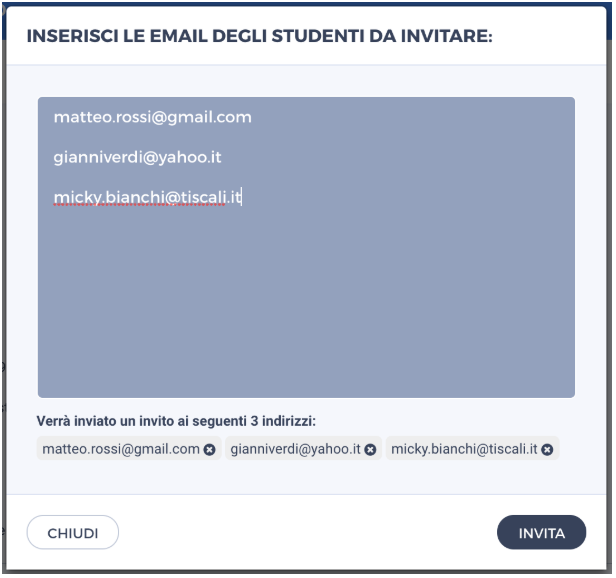 INSERISCI LE EMAIL DEGLI STUDENTI DA INVITARE:
matteo.rossi@gmail.com
gianniverdi@yahoo.it
micky.bianchi@tiscali.it
Verrà inviato un invito ai seguenti 3 indirizzi:
matteo.rossi@gmail.com gianniverdi@yahoo.it micky.bianchi@tiscali.it
CHIUDI INVITA